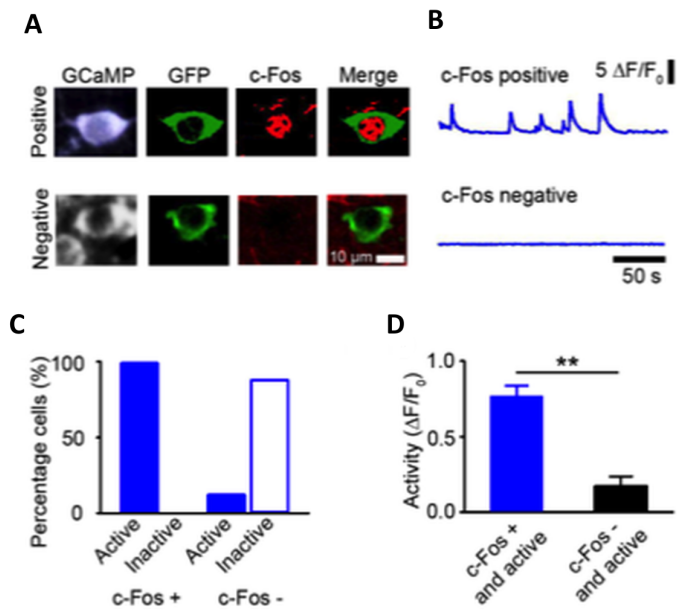 A
GCaMP GFP c-Fos Merge
Positive
Negative
10 µm
B
c-Fos positive
5 ΔF/F0
c-Fos negative
50 s
C
Percentage cells (%)
100
50
0
Active
Inactive
Active
Inactive
c-Fos +
c-Fos -
D
Activity (ΔF/F0)
1.0
0.5
0.0
**
c-Fos +
and active
c-Fos -
and active